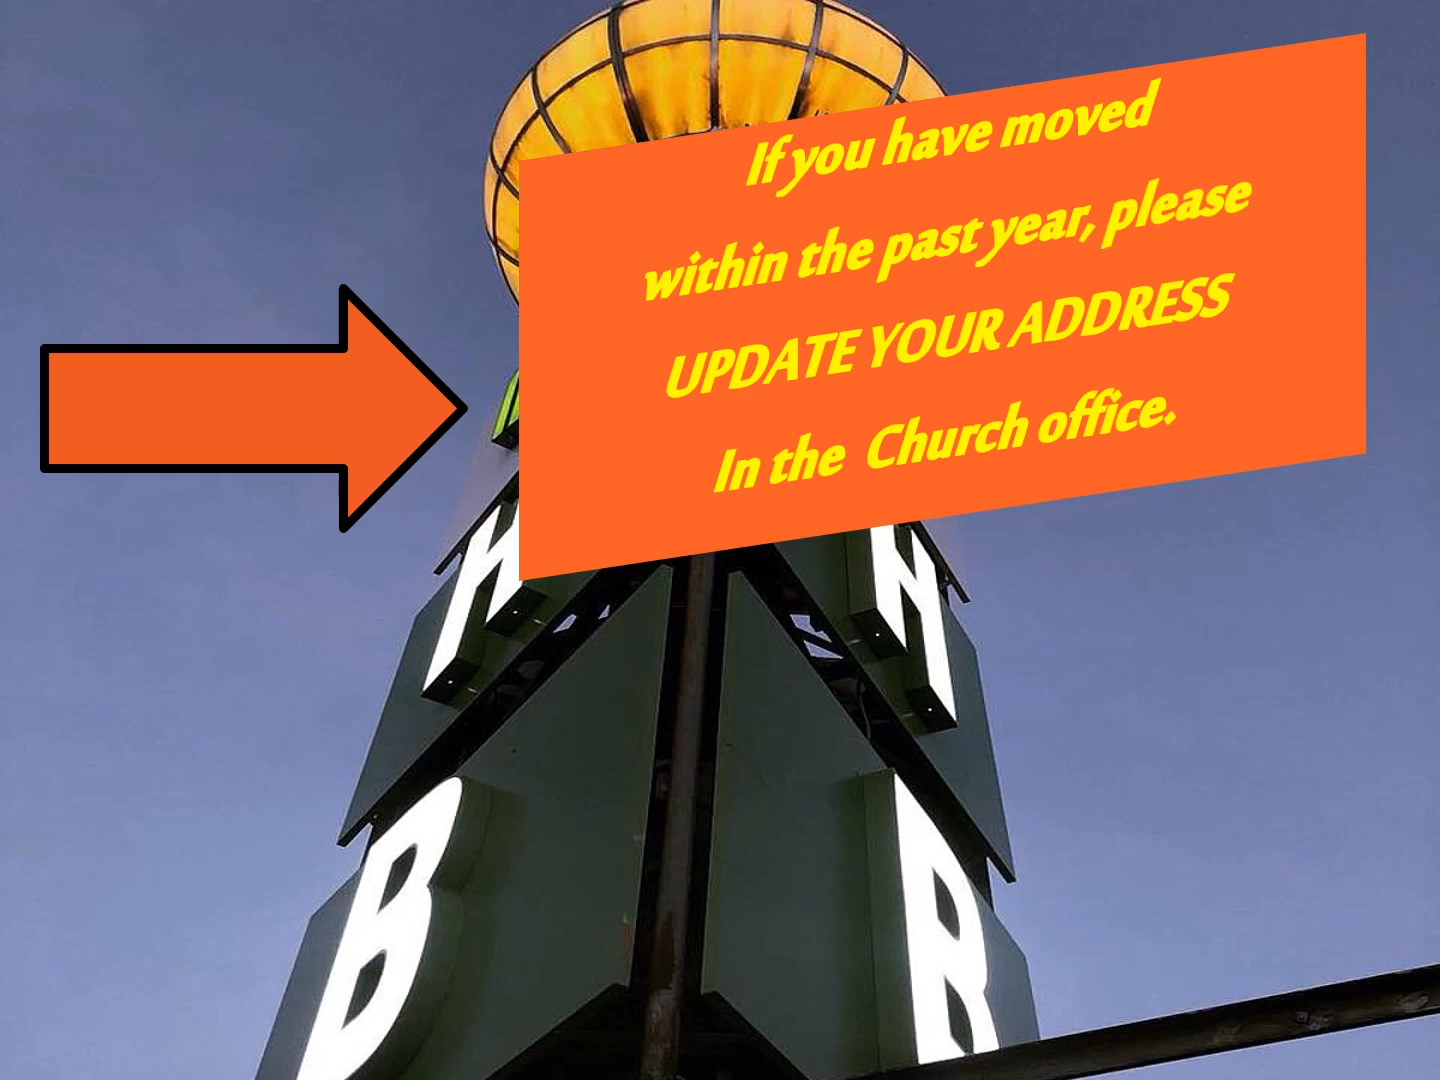 If you have moved
within the past year, please
UPDATE YOUR ADDRESS
In the Church office.
H
H
B
R